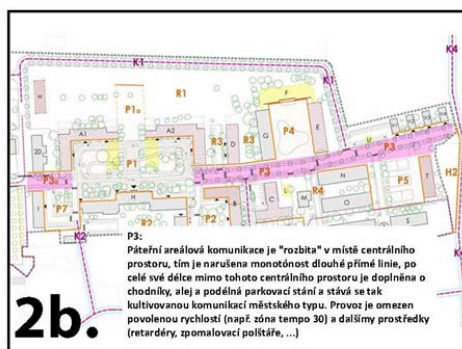 K1
K4
R1
K1
P1a
A1
A2
R3
D
R3
G
P4
E
F
20
P1
P3a
P3
P3
P7
H
R4
N
P5
H2
P2
B
C
M
O
K2
P3:
Páteřní areálová komunikace je "rozbita" v místě centrálního
prostoru, tím je narušena monotónost dlouhé přímé linie, po
celé své délce mimo tohoto centrálního prostoru je doplněna o
chodníky, alej a podélná parkovací stání a stává se tak
kultivovanou komunikací městského typu. Provoz je omezen
povolenou rychlostí (např. zóna tempo 30) a dalšímy prostředky
(retardéry, zpomalovací polštáře, ...)
2b.